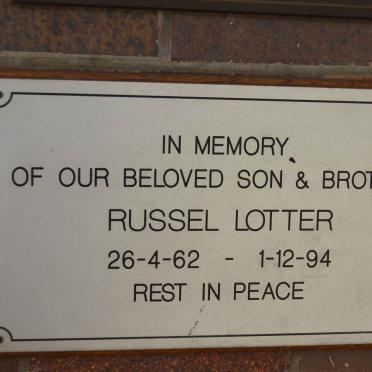 IN MEMORY
OF OUR BELOVED SON & BROT
RUSSEL LOTTER
26-4-62 - 1-12-94
REST IN PEACE